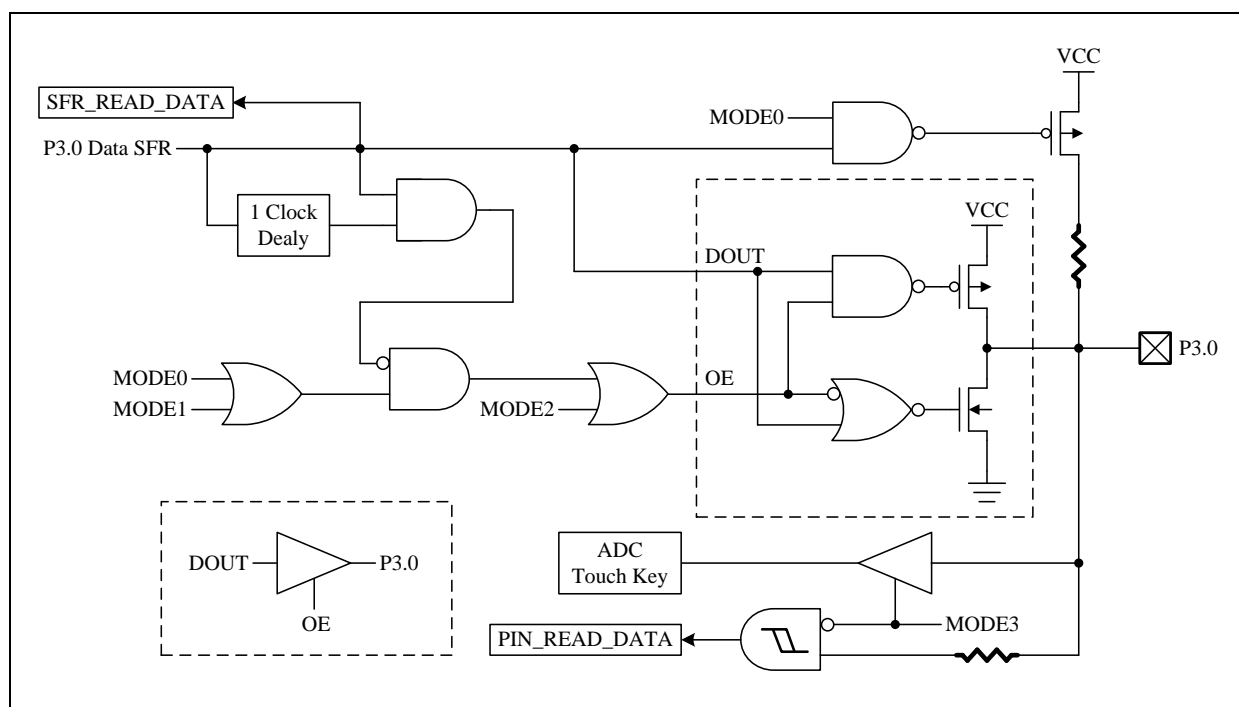 VCC
SFR_READ_DATA
MODE0
P3.0 Data SFR
1 Clock
Dealy
VCC
DOUT
P3.0
MODE0
MODE1
MODE2
OE
ADC
Touch Key
DOUT
P3.0
OE
MODE3
PIN_READ_DATA